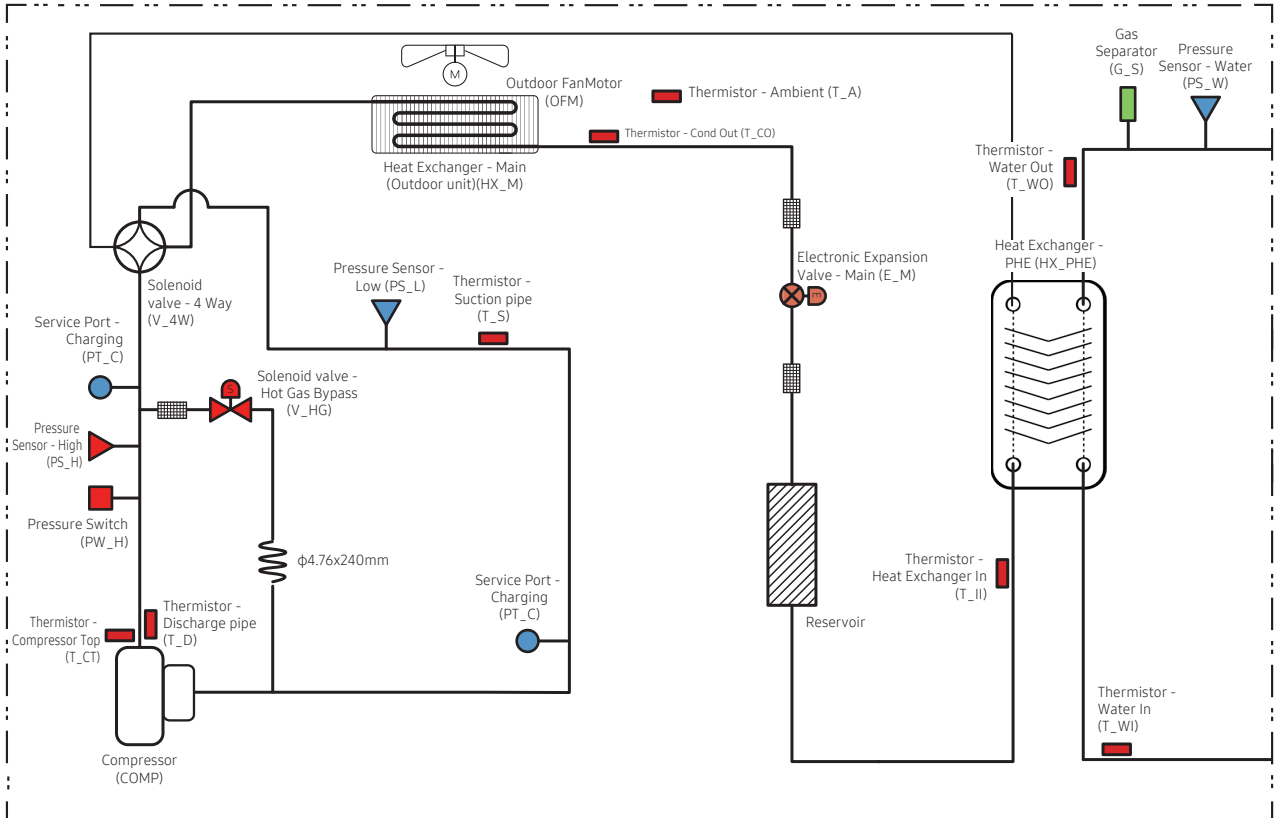 Gas
Separator
(G_S)
Pressure
Sensor - Water
(PS_W)
M
Outdoor FanMotor
(OFM)
Thermistor - Ambient (T_A)
Thermistor - Cond Out (T_CO)
Heat Exchanger - Main
(Outdoor unit)(HX_M)
Thermistor -
Water Out
(T_WO)
Heat Exchanger -
PHE (HX_PHE)
Electronic Expansion
Valve - Main (E_M)
E
Pressure Sensor -
Low (PS_L)
Thermistor -
Suction pipe
(T_S)
Solenoid
valve - 4 Way
(V_4W)
Service Port -
Charging
(PT_C)
Solenoid valve -
Hot Gas Bypass
(V_HG)
S
Pressure
Sensor - High
(PS_H)
Pressure Switch
(PW_H)
ϕ4.76x240mm
Thermistor -
Heat Exchanger In
(T_II)
Service Port -
Charging
(PT_C)
Reservoir
Thermistor -
Discharge pipe
(T_D)
Thermistor -
Compressor Top
(T_CT)
Thermistor -
Water In
(T_WI)
Compressor
(COMP)